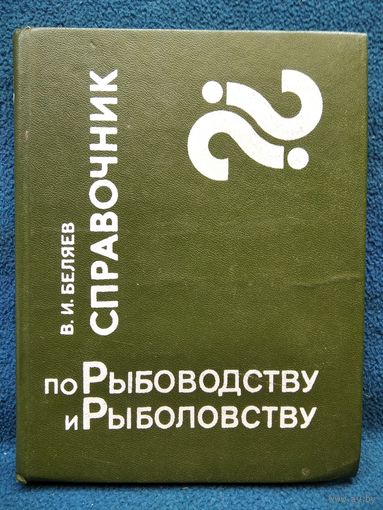 В. И. БЕЛЯЕВ
СПРАВОЧНИК
ПО РЫБОВОДСТВУ
И РЫБОЛОВСТВУ
??